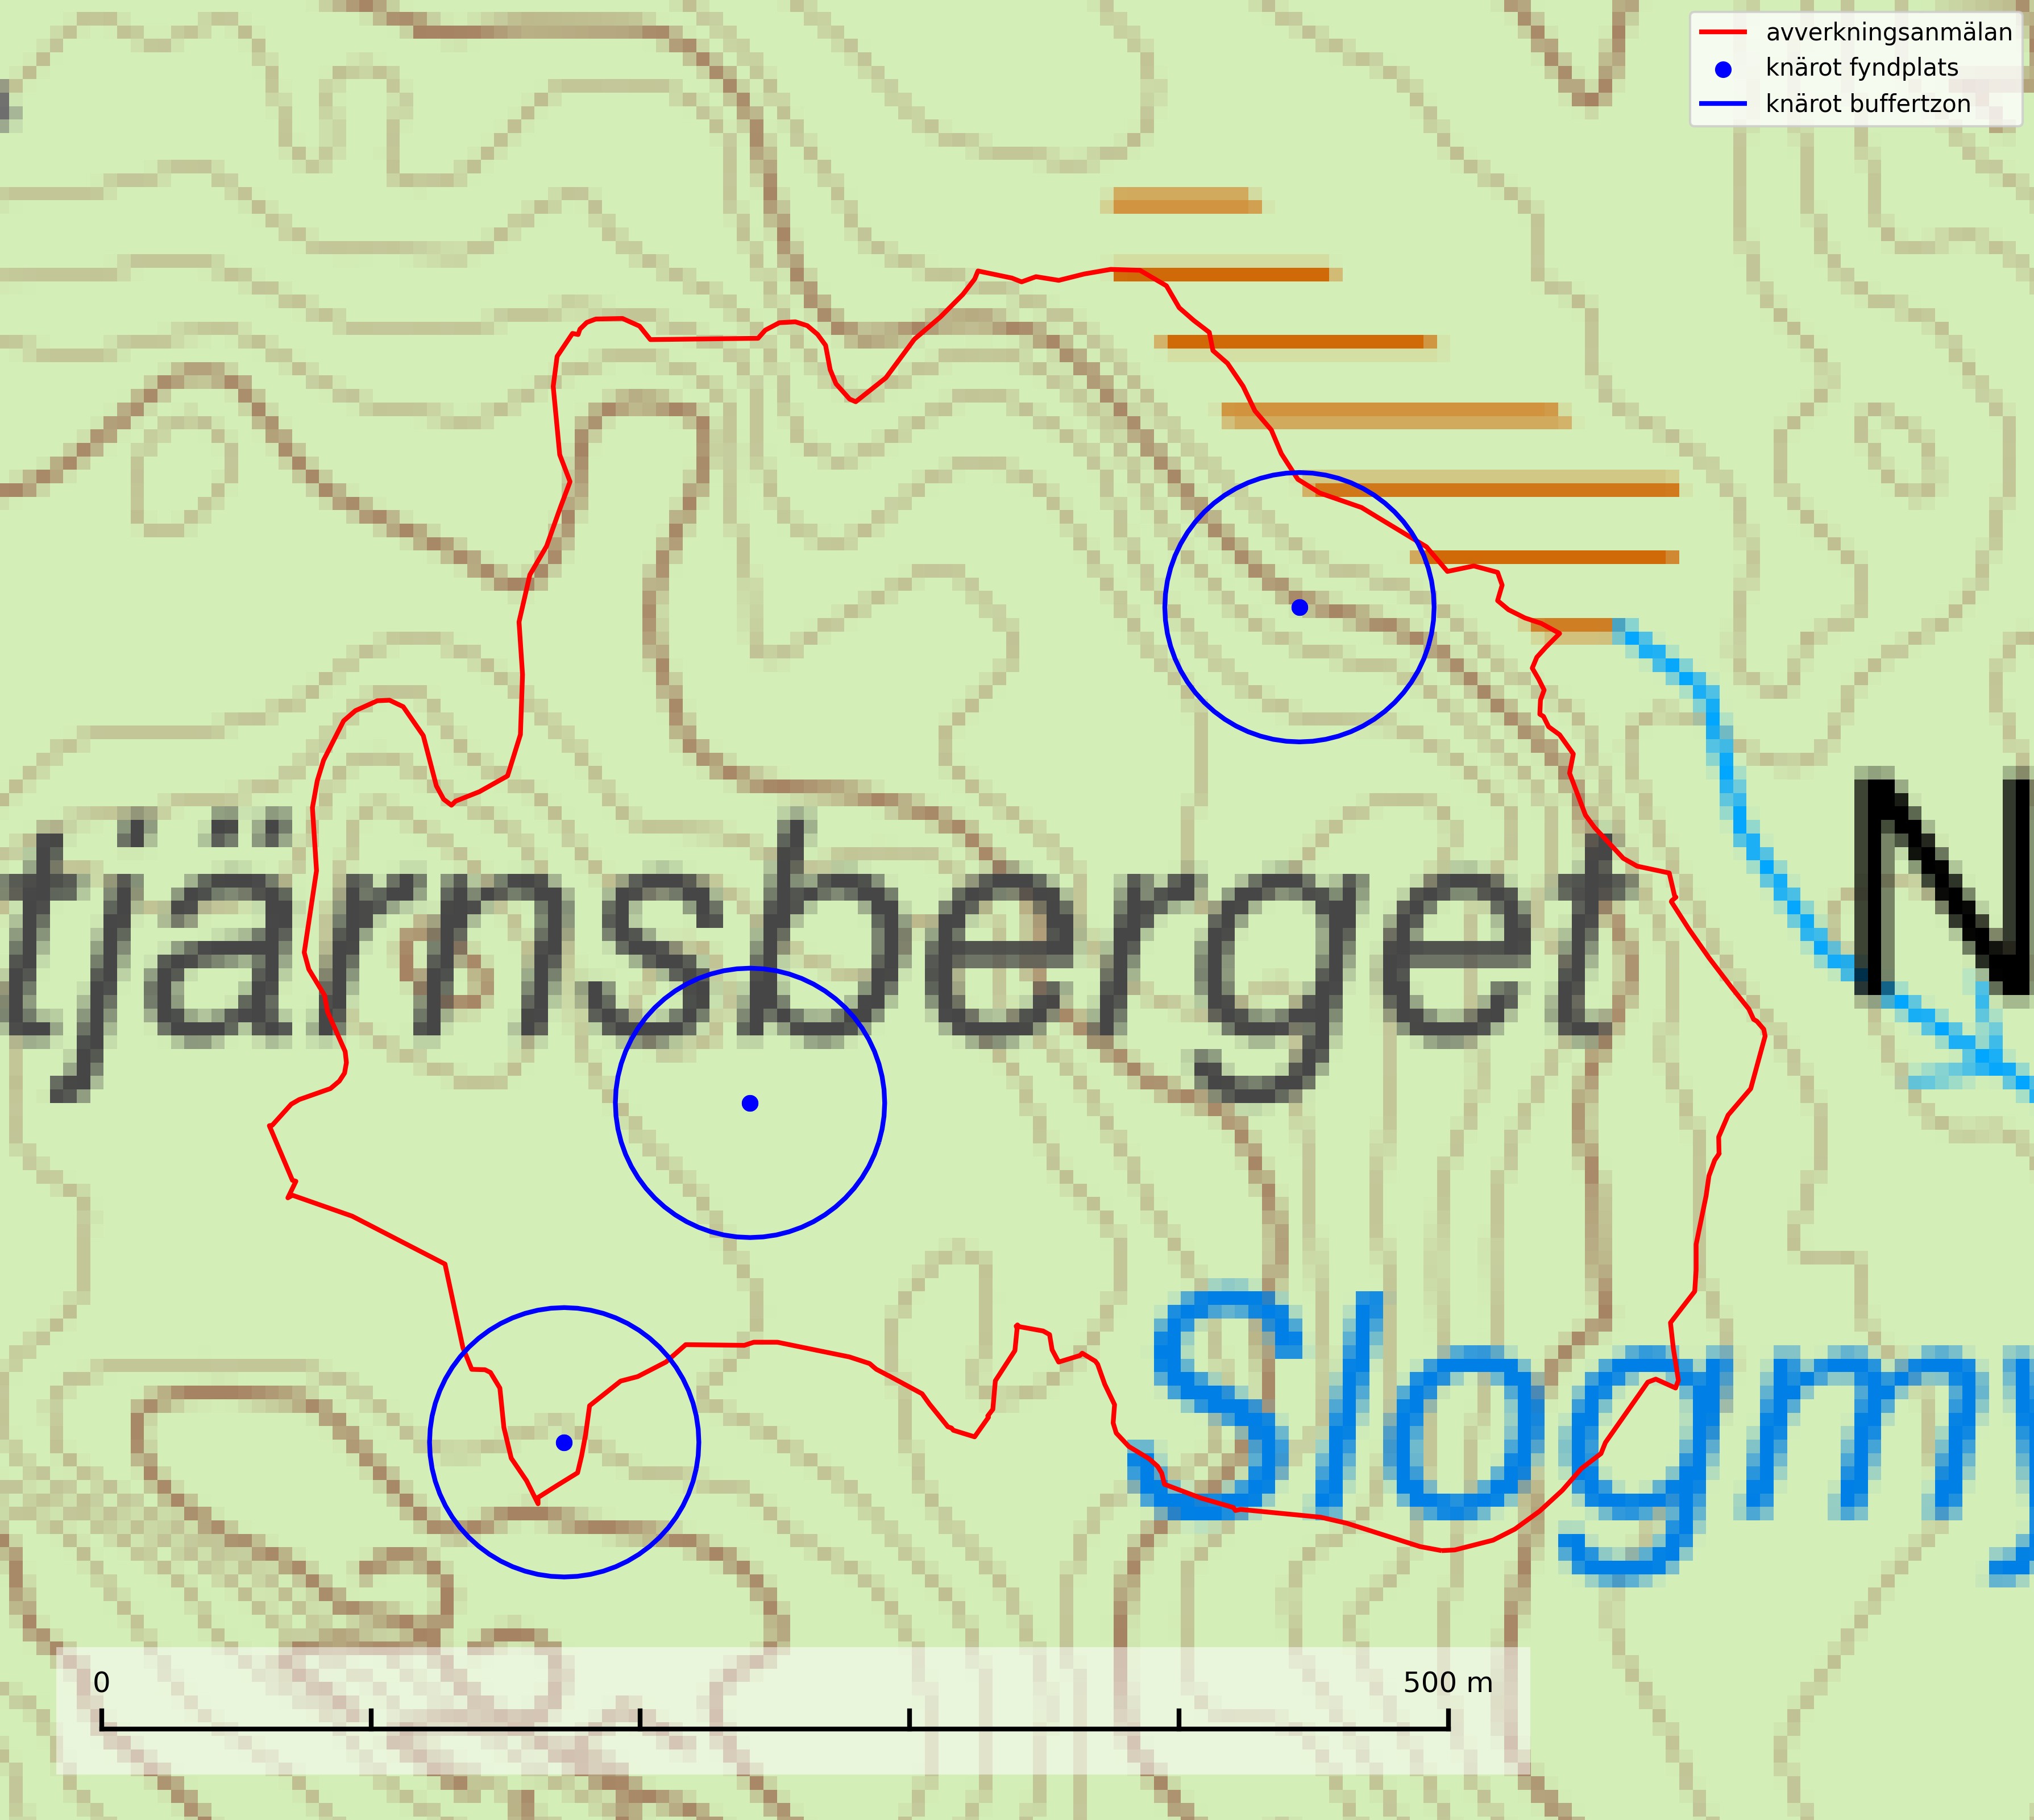 avverkningsanmälan
knärot fyndplats
knärot buffertzon
tjärnsberget
N
Slogmy
0 500 m